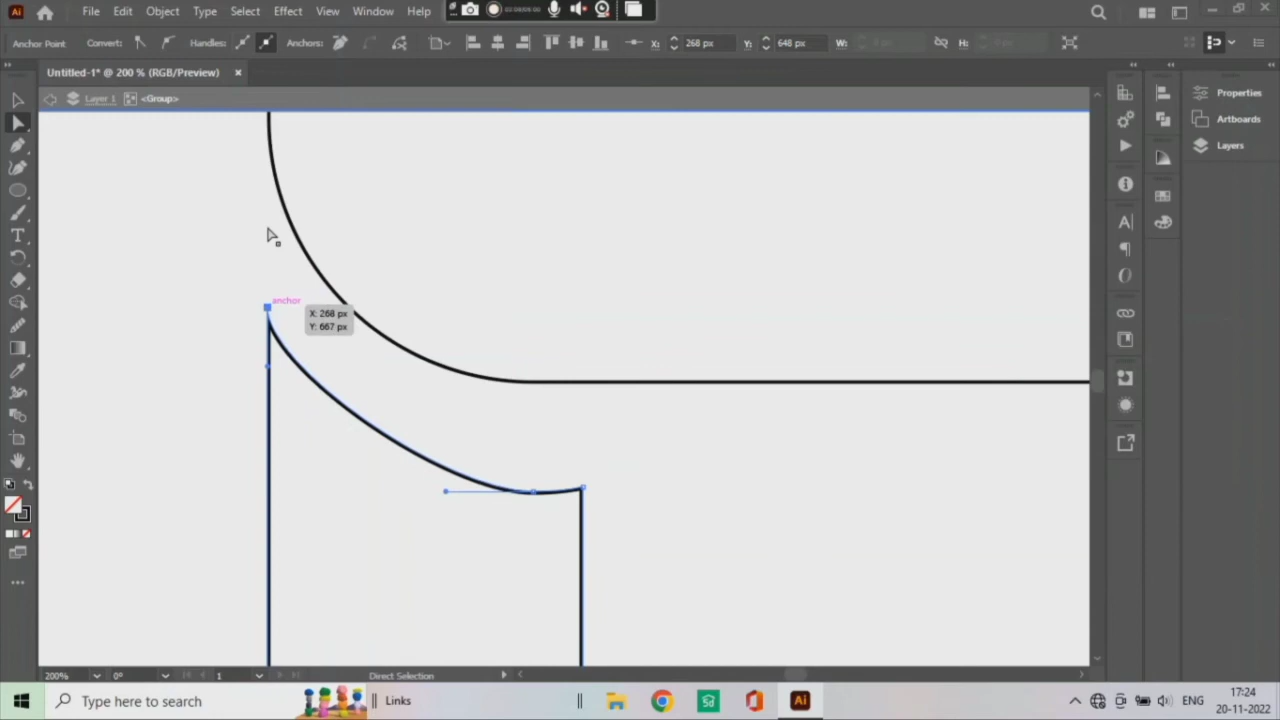 Ai File Edit Object Type Select Effect View Window Help
Anchor Point Convert: Handles: Anchors: X: 268 px Y: 648 px W: H:
Untitled-1* @ 200 % (RGB/Preview) ×
Layer 1 <Group>
Properties
Artboards
Layers
anchor
X: 268 px
Y: 667 px
200% 0° 1 Direct Selection
Type here to search Links Ai ENG 17:24
20-11-2022